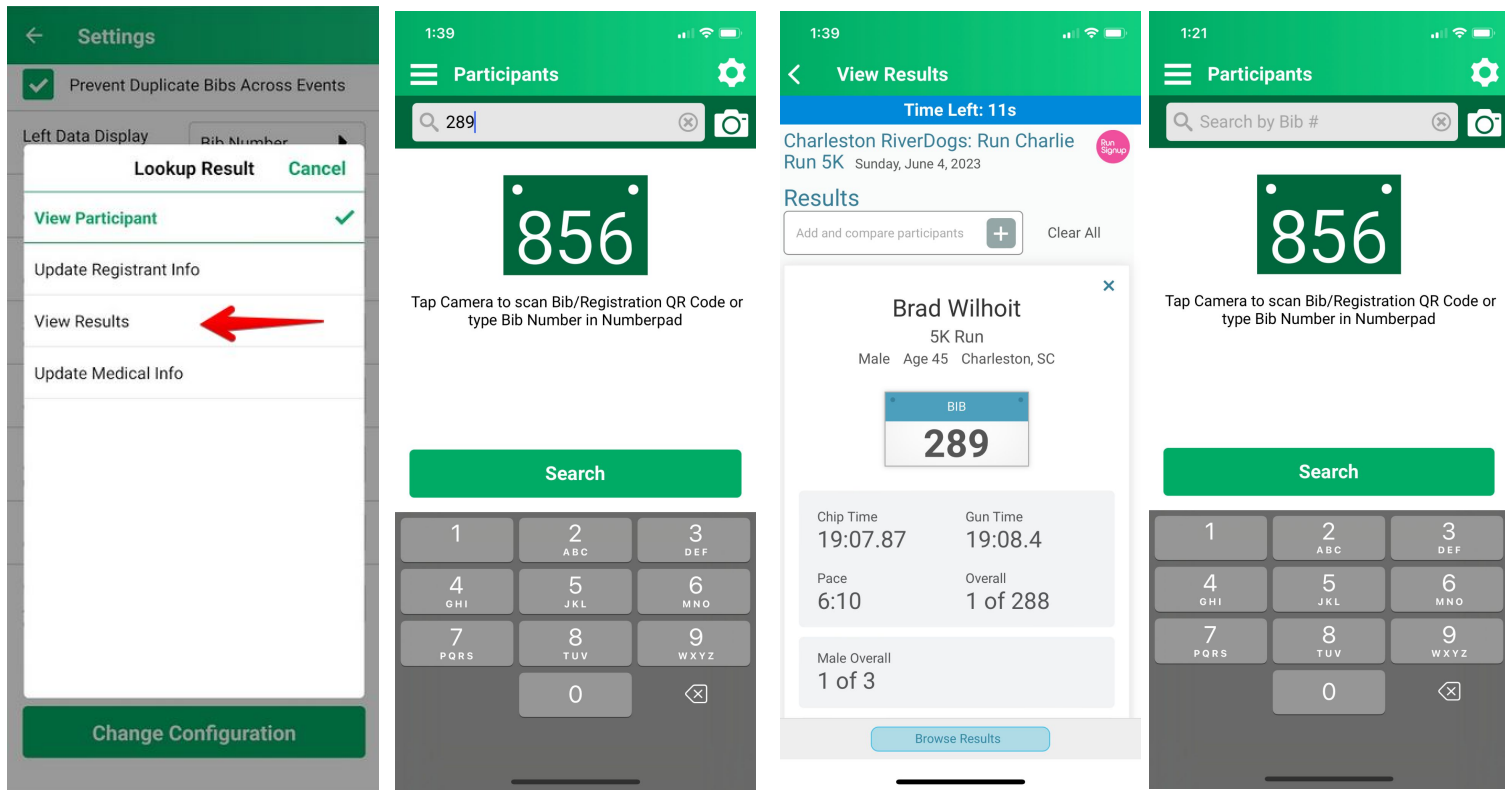 Settings
Prevent Duplicate Bibs Across Events
Left Data Display
Bib Number
Lookup Result Cancel
View Participant
Update Registrant Info
View Results
Update Medical Info
Change Configuration
1:39
Participants
289
856
Tap Camera to scan Bib/Registration QR Code or
type Bib Number in Numberpad
Search
1 2 3
ABC DEF
4 5 6
GHI JKL MNO
7 8 9
PQRS TUV WXYZ
0
1:39
View Results
Time Left: 11s
Charleston RiverDogs: Run Charlie
Run 5K Sunday, June 4, 2023
Run
Signup
Results
Add and compare participants + Clear All
×
Brad Wilhoit
5K Run
Male Age 45 Charleston, SC
BIB
289
Chip Time Gun Time
19:07.87 19:08.4
Pace Overall
6:10 1 of 288
Male Overall
1 of 3
Browse Results
1:21
Participants
Search by Bib #
856
Tap Camera to scan Bib/Registration QR Code or
type Bib Number in Numberpad
Search
1 2 3
ABC DEF
4 5 6
GHI JKL MNO
7 8 9
PQRS TUV WXYZ
0